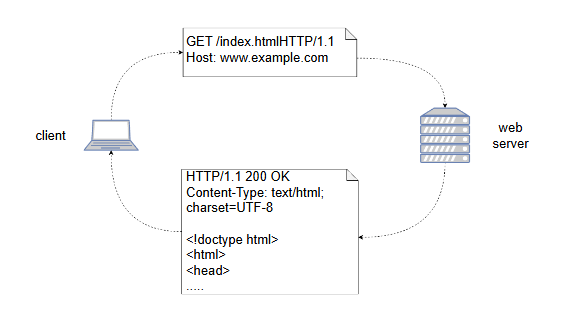 GET /index.htmlHTTP/1.1
Host: www.example.com
client
web
server
HTTP/1.1 200 OK
Content-Type: text/html;
charset=UTF-8
<!doctype html>
<html>
<head>
.....